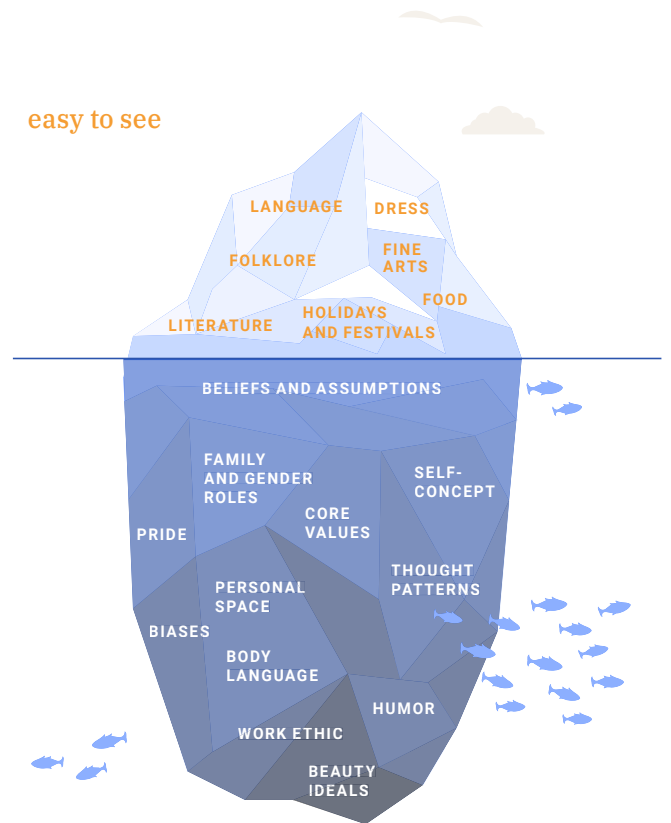 easy to see
LANGUAGE
DRESS
FOLKLORE
FINE
ARTS
FOOD
LITERATURE
HOLIDAYS
AND FESTIVALS
BELIEFS AND ASSUMPTIONS
FAMILY
AND GENDER
ROLES
SELF-
CONCEPT
CORE
VALUES
PRIDE
THOUGHT
PATTERNS
PERSONAL
SPACE
BIASES
BODY
LANGUAGE
HUMOR
WORK ETHIC
BEAUTY
IDEALS